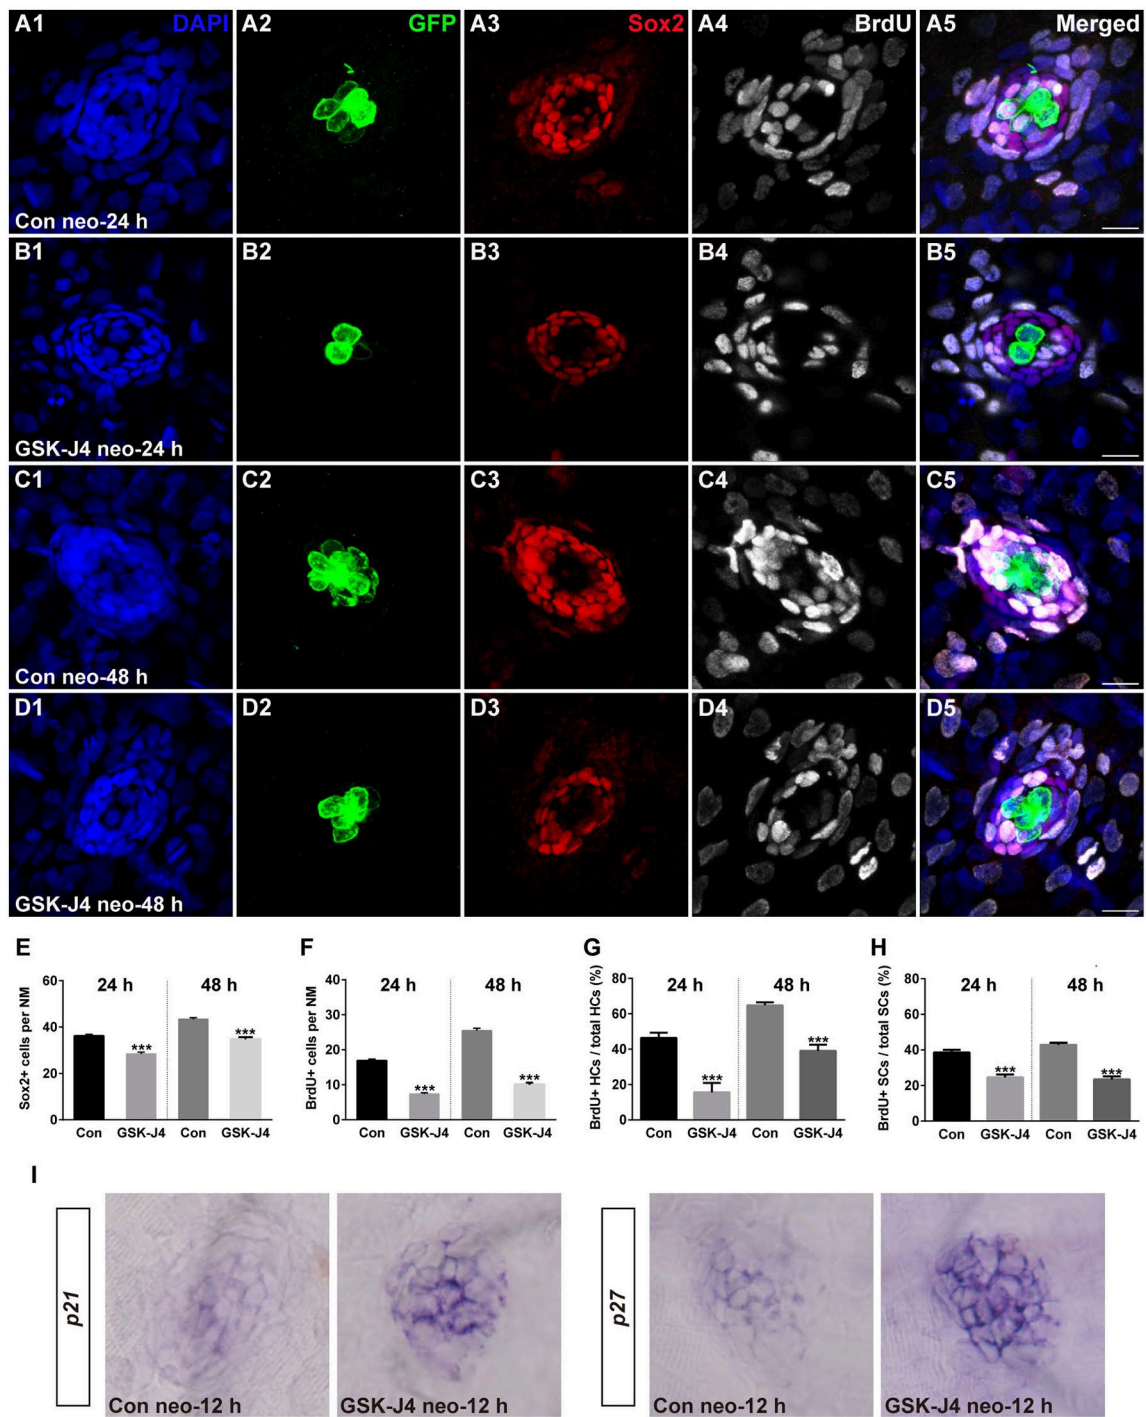 A1 DAPI A2 GFP A3 Sox2 A4 BrdU A5 Merged
Con neo-24 h
B1 B2 B3 B4 B5
GSK-J4 neo-24 h
C1 C2 C3 C4 C5
Con neo-48 h
D1 D2 D3 D4 D5
GSK-J4 neo-48 h
E
24 h 48 h
Sox2+ cells per NM
60
40
20
0
*** ***
Con GSK-J4 Con GSK-J4
F
24 h 48 h
BrdU+ cells per NM
40
30
20
10
0
*** ***
Con GSK-J4 Con GSK-J4
G
24 h 48 h
BrdU+ HCs / total HCs (%)
80
60
40
20
0
*** ***
Con GSK-J4 Con GSK-J4
H
24 h 48 h
BrdU+ SCs / total SCs (%)
80
60
40
20
0
*** ***
Con GSK-J4 Con GSK-J4
I
p21
Con neo-12 h GSK-J4 neo-12 h
p27
Con neo-12 h GSK-J4 neo-12 h